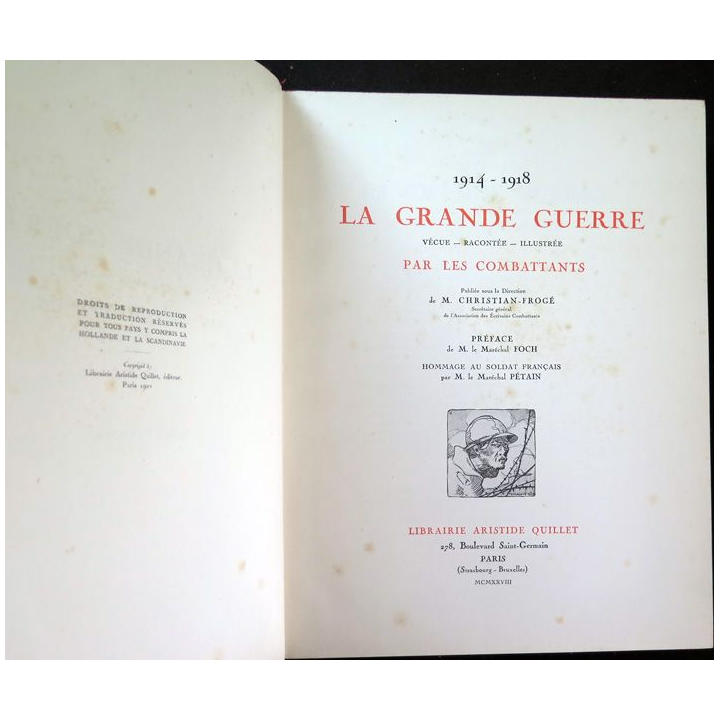 DROITS DE REPRODUCTION
ET TRADUCTION RÉSERVÉS
POUR TOUS PAYS Y COMPRIS LA
HOLLANDE ET LA SCANDINAVIE
Copyright by
Librairie Aristide Quillet, éditeur.
Paris
1914 - 1918
LA GRANDE GUERRE
VÉCUE — RACONTÉE — ILLUSTRÉE
PAR LES COMBATTANTS
Publiée sous la Direction
de M. CHRISTIAN-FROGÉ
Secrétaire général
de l'Association des Écrivains Combattants
PRÉFACE
de M. le Maréchal FOCH
HOMMAGE AU SOLDAT FRANÇAIS
par M. le Maréchal PÉTAIN
LIBRAIRIE ARISTIDE QUILLET
278, Boulevard Saint-Germain
PARIS
(Strasbourg - Bruxelles)
MCMXXVIII